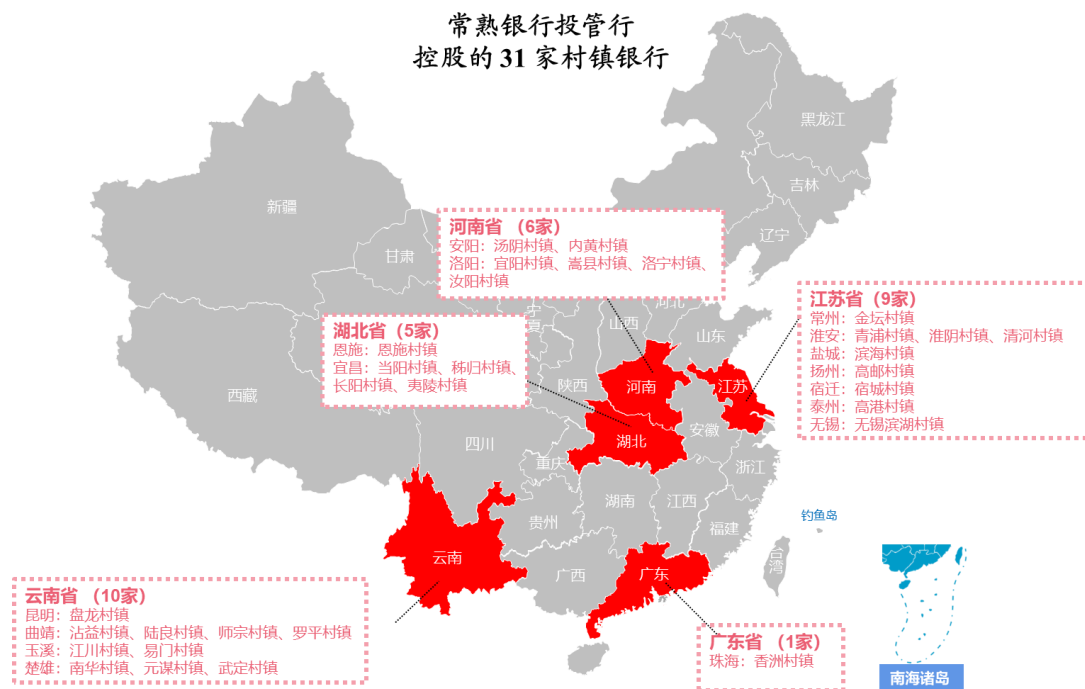 常熟银行投管行
控股的 31 家村镇银行
黑龙江
吉林
辽宁
新疆
甘肃
河南省 （6家）
安阳：汤阴村镇、内黄村镇
洛阳：宜阳村镇、嵩县村镇、洛宁村镇、
汝阳村镇
宁夏
山西
河北
山东
江苏省（9家）
常州：金坛村镇
淮安：青浦村镇、淮阴村镇、清河村镇
盐城：滨海村镇
扬州：高邮村镇
宿迁：宿城村镇
泰州：高港村镇
无锡：无锡滨湖村镇
湖北省（5家）
恩施：恩施村镇
宜昌：当阳村镇、秭归村镇、
长阳村镇、夷陵村镇
西藏
陕西
河南
江苏
安徽
湖北
四川
重庆
浙江
湖南
江西
贵州
福建
钓鱼岛
云南
广西
广东
台湾
云南省（10家）
昆明：盘龙村镇
曲靖：沾益村镇、陆良村镇、师宗村镇、罗平村镇
玉溪：江川村镇、易门村镇
楚雄：南华村镇、元谋村镇、武定村镇
广东省 （1家）
珠海：香洲村镇
南海诸岛